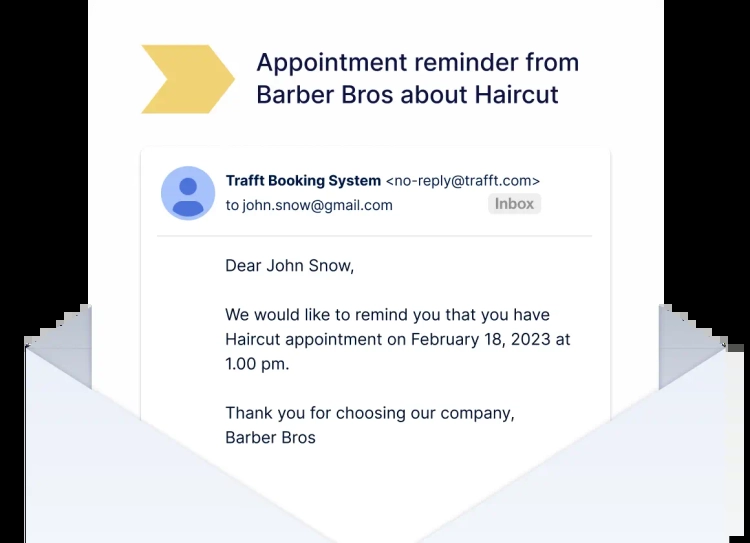 Appointment reminder from
Barber Bros about Haircut
Trafft Booking System <no-reply@trafft.com>
to john.snow@gmail.com
Inbox
Dear John Snow,
We would like to remind you that you have
Haircut appointment on February 18, 2023 at
1.00 pm.
Thank you for choosing our company,
Barber Bros